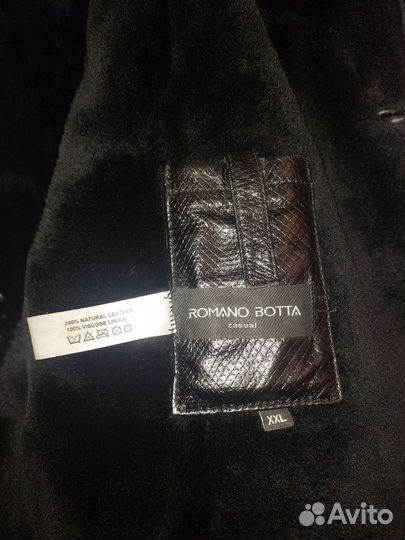 100% NATURAL LEATHER
100% VISCOSE LINING
ROMANO BOTTA
casual
XXL
Avito